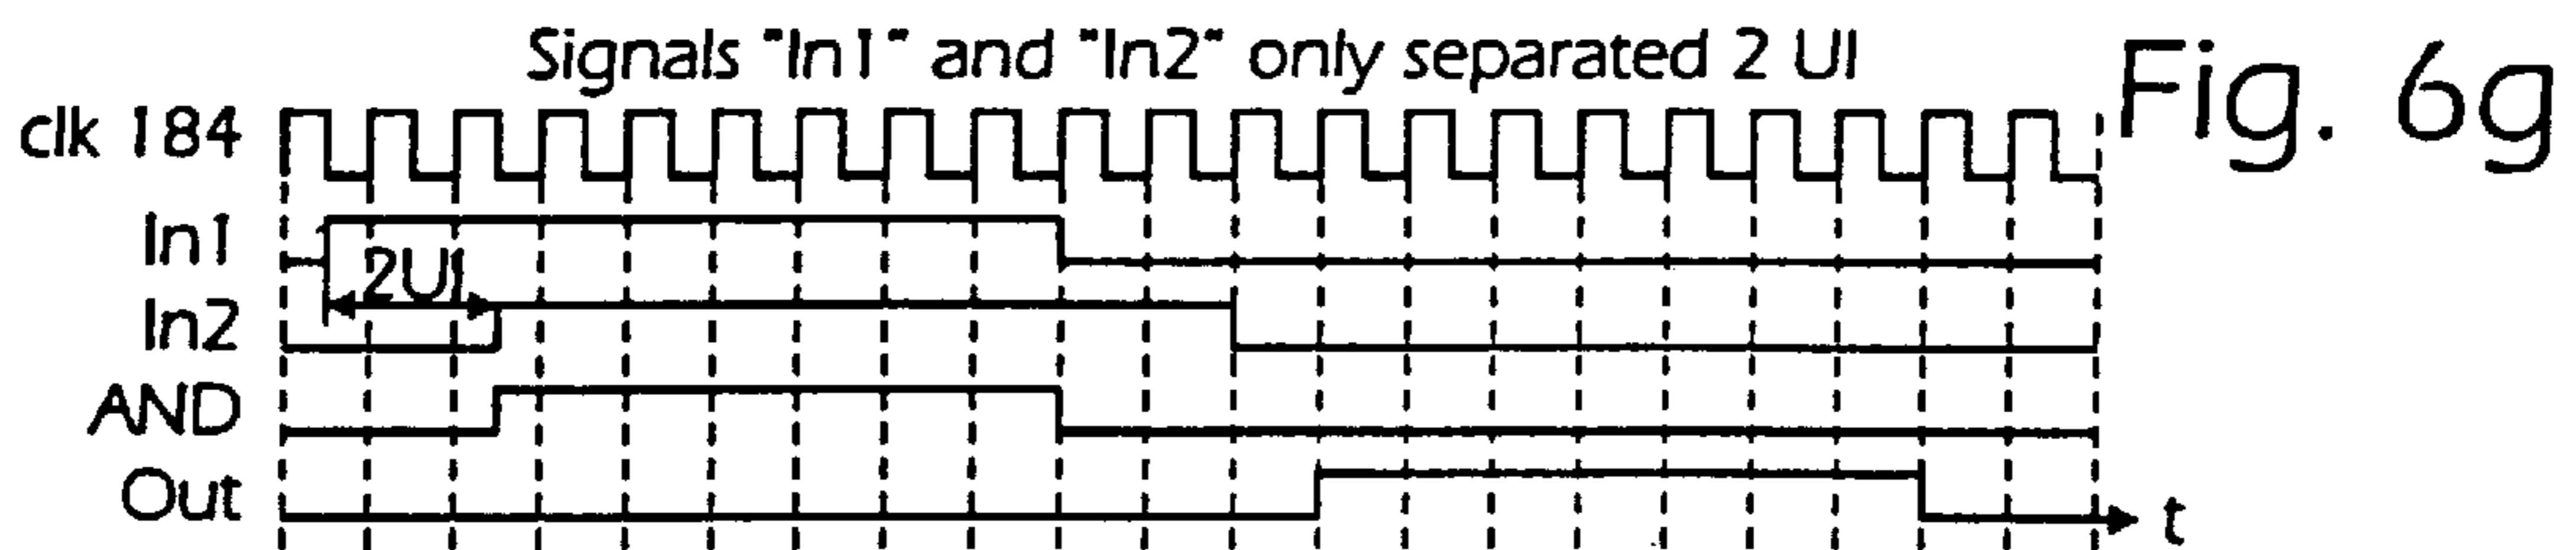 Signals "In1" and "In2" only separated 2 UI
Fig. 6g
clk 184
In1
2UI
In2
AND
Out
t